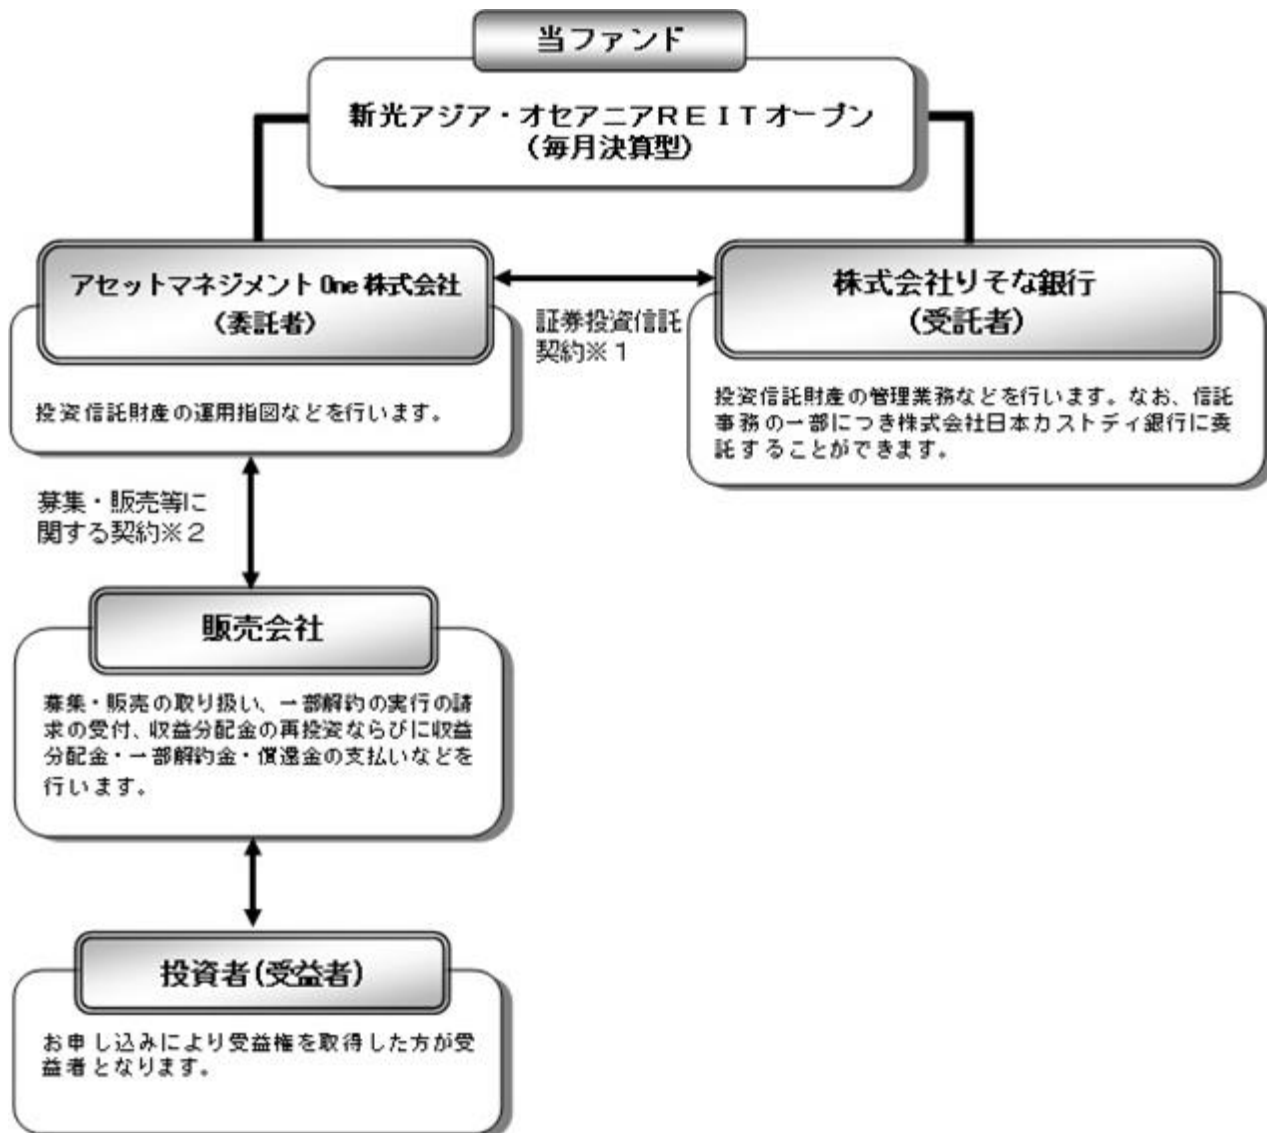 当ファンド
新光アジア・オセアニアＲＥＩＴオープン
（毎月決算型）
アセットマネジメント One 株式会社
〈委託者〉
投資信託財産の運用指図などを行います。
証券投資信託
契約※１
株式会社りそな銀行
（受託者）
投資信託財産の管理業務などを行います。なお、信託
事務の一部につき株式会社日本カストディ銀行に委
託することができます。
募集・販売等に
関する契約※２
販売会社
募集・販売の取り扱い、一部解約の実行の請
求の受付、収益分配金の再投資ならびに収益
分配金・一部解約金・償還金の支払いなどを
行います。
投資者(受益者)
お申し込みにより受益権を取得した方が受
益者となります。